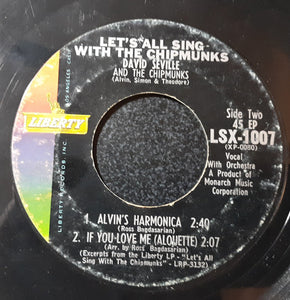 LET'S ALL SING
WITH THE CHIPMUNKS
DAVID SEVILLE
AND THE CHIPMUNKS
(Alvin, Simon & Theodore)
LIBERTY
Side Two
45 EP
LSX-1007
(XP-0080)
Vocal
With Orchestra
A Product of
Monarch Music
Corporation
1. ALVIN'S HARMONICA 2:40
(Ross Bagdasarian)
2. IF YOU LOVE ME (ALOUETTE) 2:07
(Arr. by Ross Bagdasarian)
(Excerpts from the Liberty LP - "Let's All
Sing With The Chipmunks" - LRP-3132)
LIBERTY RECORDS, INC.
LOS ANGELES, CALIF.